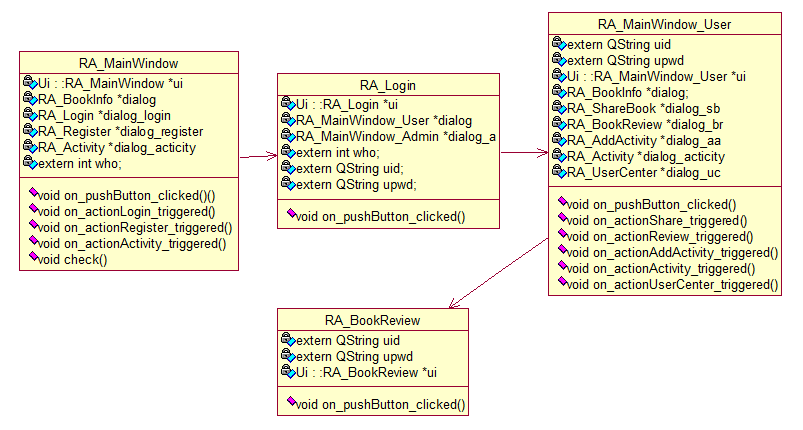 RA_MainWindow
Ui : :RA_MainWindow *ui
RA_BookInfo *dialog
RA_Login *dialog_login
RA_Register *dialog_register
RA_Activity *dialog_acticity
extern int who;
void on_pushButton_clicked()()
void on_actionLogin_triggered()
void on_actionRegister_triggered()
void on_actionActivity_triggered()
void check()
RA_Login
Ui : :RA_Login *ui
RA_MainWindow_User *dialog
RA_MainWindow_Admin *dialog_a
extern int who;
extern QString uid;
extern QString upwd;
void on_pushButton_clicked()
RA_MainWindow_User
extern QString uid
extern QString upwd
Ui : :RA_MainWindow_User *ui
RA_BookInfo *dialog;
RA_ShareBook *dialog_sb
RA_BookReview *dialog_br
RA_AddActivity *dialog_aa
RA_Activity *dialog_acticity
RA_UserCenter *dialog_uc
void on_pushButton_clicked()
void on_actionShare_triggered()
void on_actionReview_triggered()
void on_actionAddActivity_triggered()
void on_actionActivity_triggered()
void on_actionUserCenter_triggered()
RA_BookReview
extern QString uid
extern QString upwd
Ui : :RA_BookReview *ui
void on_pushButton_clicked()